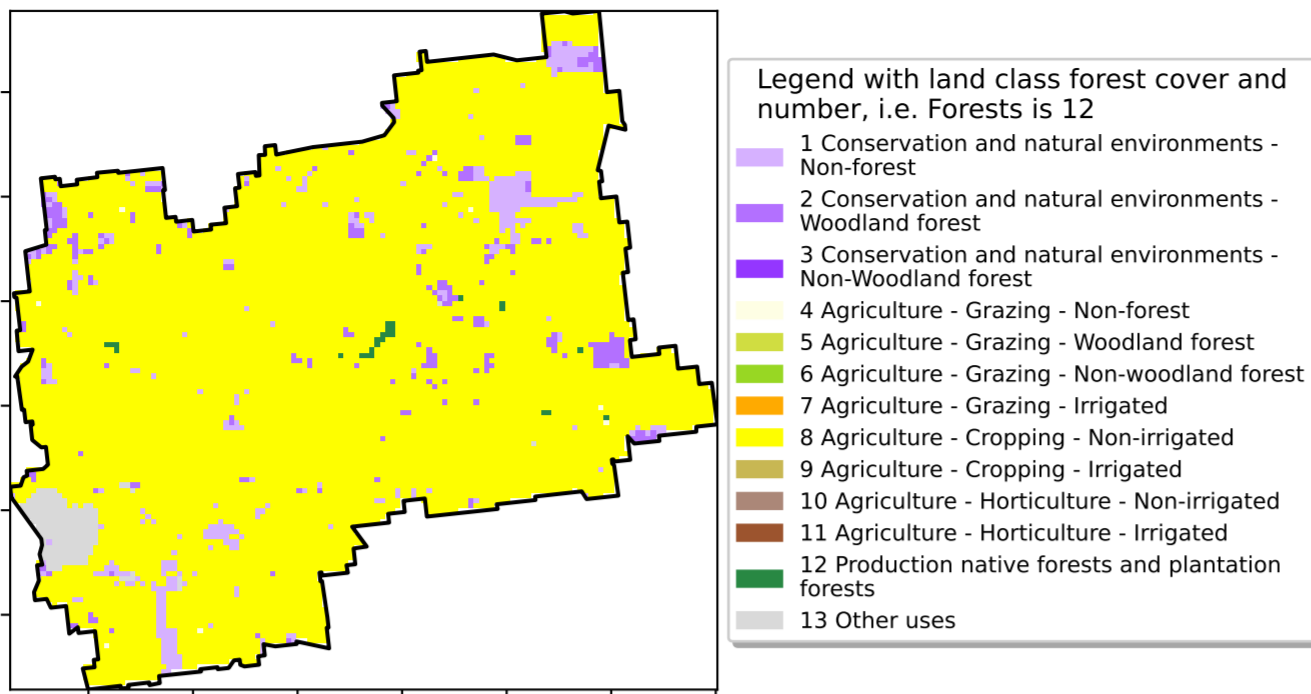 Legend with land class forest cover and
number, i.e. Forests is 12
1 Conservation and natural environments -
Non-forest
2 Conservation and natural environments -
Woodland forest
3 Conservation and natural environments -
Non-Woodland forest
4 Agriculture - Grazing - Non-forest
5 Agriculture - Grazing - Woodland forest
6 Agriculture - Grazing - Non-woodland forest
7 Agriculture - Grazing - Irrigated
8 Agriculture - Cropping - Non-irrigated
9 Agriculture - Cropping - Irrigated
10 Agriculture - Horticulture - Non-irrigated
11 Agriculture - Horticulture - Irrigated
12 Production native forests and plantation
forests
13 Other uses